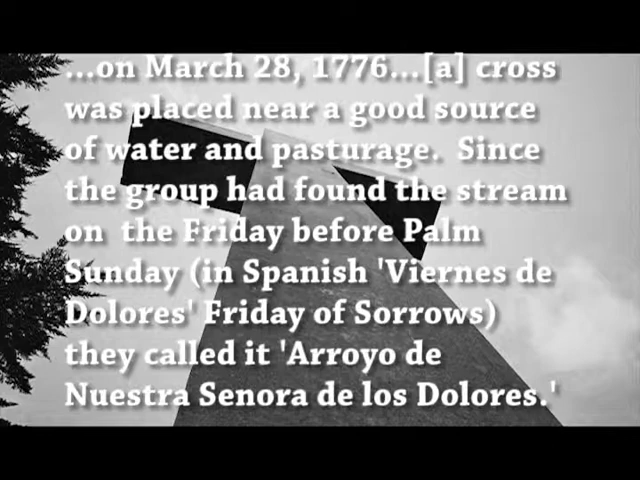 ...on March 28, 1776...[a] cross
was placed near a good source
of water and pasturage.  Since
the group had found the stream
on  the Friday before Palm
Sunday (in Spanish 'Viernes de
Dolores' Friday of Sorrows)
they called it 'Arroyo de
Nuestra Senora de los Dolores.'